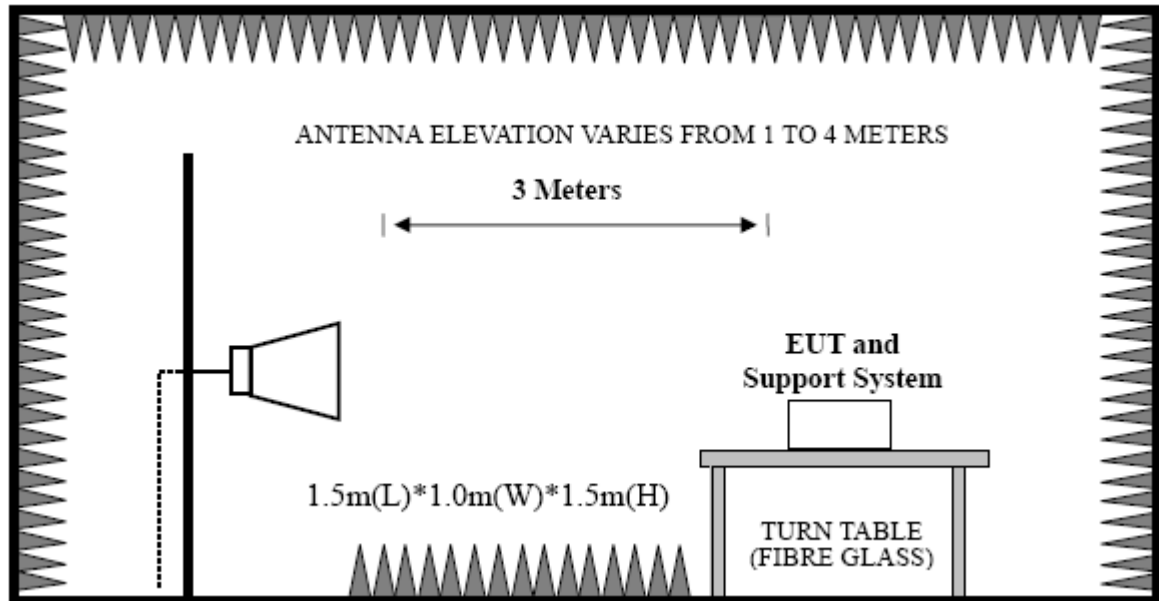 ANTENNA ELEVATION VARIES FROM 1 TO 4 METERS
3 Meters
EUT and
Support System
1.5m(L)*1.0m(W)*1.5m(H)
TURN TABLE
(FIBRE GLASS)